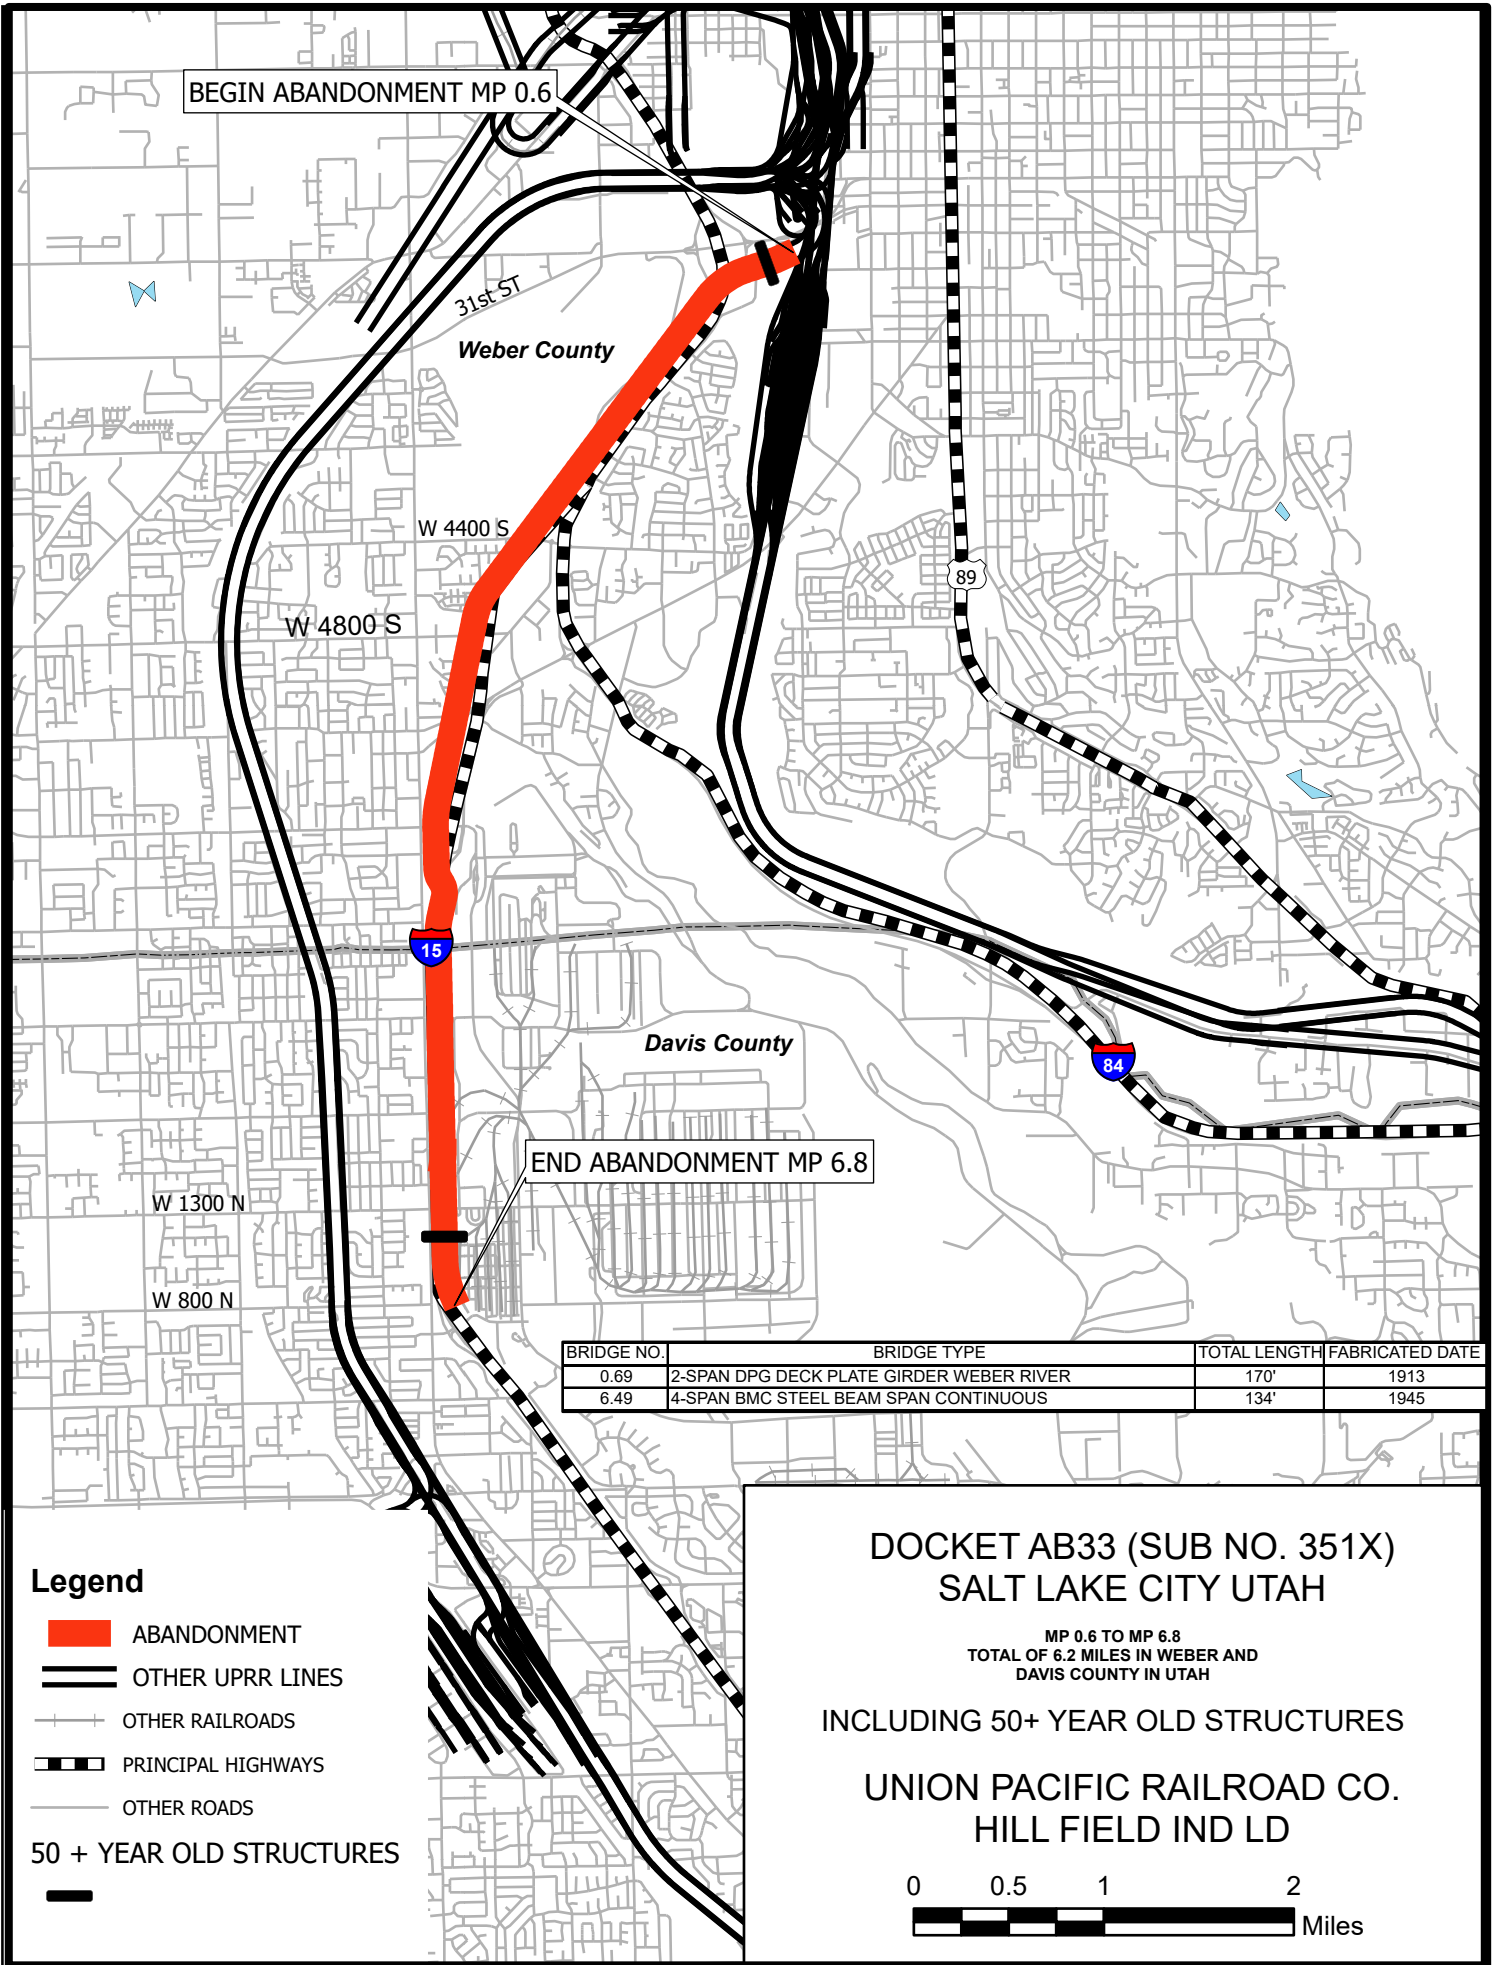 BEGIN ABANDONMENT MP 0.6
31st ST
Weber County
W 4400 S
89
W 4800 S
15
Davis County
84
END ABANDONMENT MP 6.8
W 1300 N
W 800 N
BRIDGE NO. BRIDGE TYPE TOTAL LENGTH FABRICATED DATE
0.69 2-SPAN DPG DECK PLATE GIRDER WEBER RIVER 170' 1913
6.49 4-SPAN BMC STEEL BEAM SPAN CONTINUOUS 134' 1945
Legend
ABANDONMENT
OTHER UPRR LINES
OTHER RAILROADS
PRINCIPAL HIGHWAYS
OTHER ROADS
50 + YEAR OLD STRUCTURES
DOCKET AB33 (SUB NO. 351X)
SALT LAKE CITY UTAH
MP 0.6 TO MP 6.8
TOTAL OF 6.2 MILES IN WEBER AND
DAVIS COUNTY IN UTAH
INCLUDING 50+ YEAR OLD STRUCTURES
UNION PACIFIC RAILROAD CO.
HILL FIELD IND LD
0 0.5 1 2
Miles